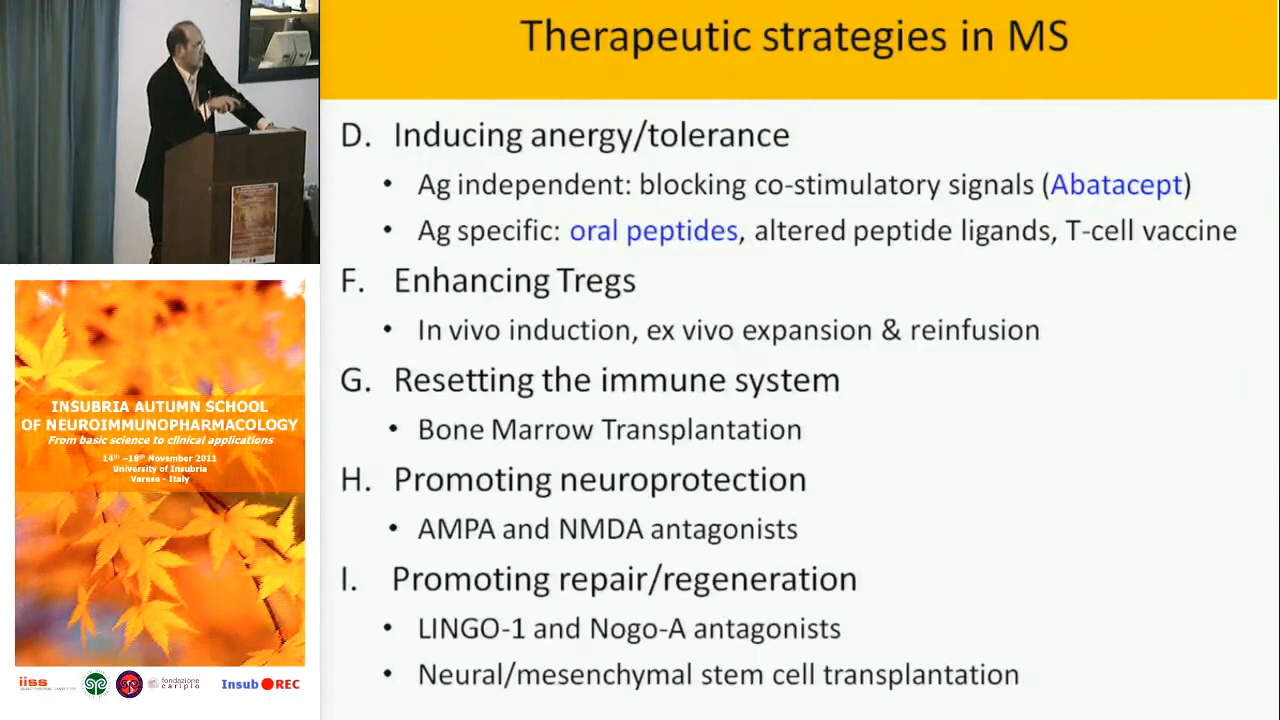 Therapeutic strategies in MS
D. Inducing anergy/tolerance
• Ag independent: blocking co-stimulatory signals (Abatacept)
• Ag specific: oral peptides, altered peptide ligands, T-cell vaccine
F. Enhancing Tregs
• In vivo induction, ex vivo expansion & reinfusion
G. Resetting the immune system
• Bone Marrow Transplantation
H. Promoting neuroprotection
• AMPA and NMDA antagonists
I. Promoting repair/regeneration
• LINGO-1 and Nogo-A antagonists
• Neural/mesenchymal stem cell transplantation
INSUBRIA AUTUMN SCHOOL
OF NEUROIMMUNOPHARMACOLOGY
From basic science to clinical applications
14th –18th November 2011
University of Insubria
Varese - Italy
iiss
fondazione
cariplo
Insub REC